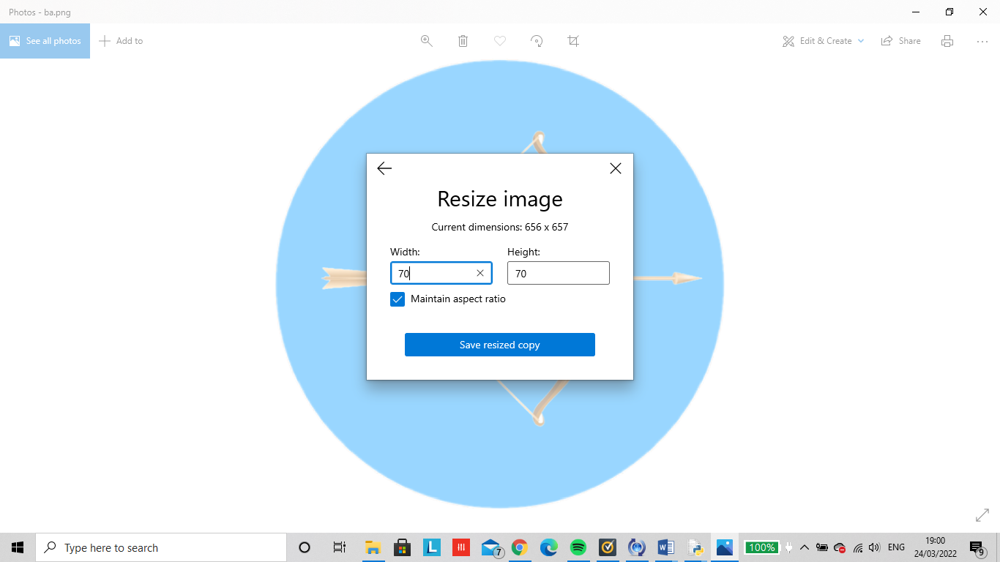 Photos - ba.png
See all photos
Add to
Edit & Create
Share
Resize image
Current dimensions: 656 x 657
Width:
Height:
70
70
Maintain aspect ratio
Save resized copy
Type here to search
L
7
W
100%
ENG
19:00
24/03/2022
9